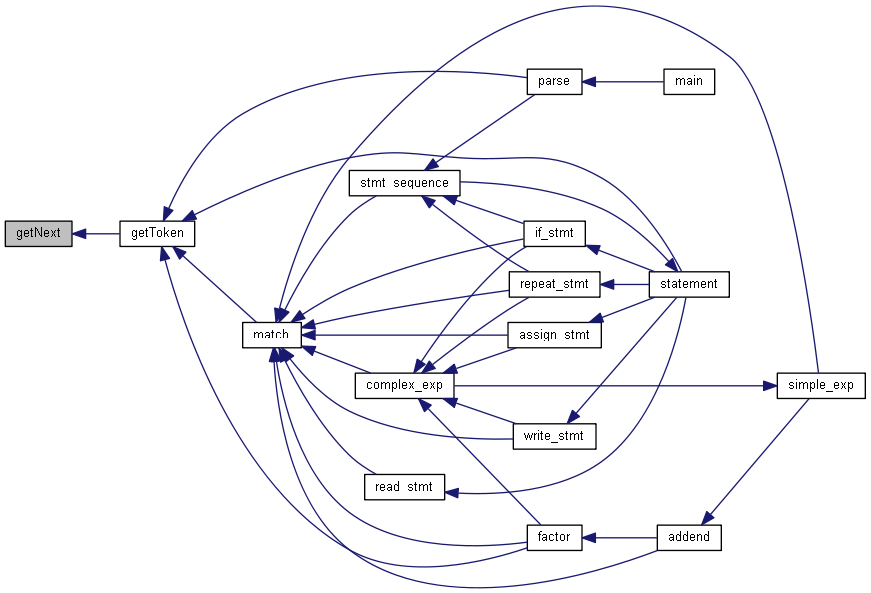 parse
main
stmt_sequence
getNext
getToken
if_stmt
repeat_stmt
statement
match
assign_stmt
complex_exp
simple_exp
write_stmt
read_stmt
factor
addend